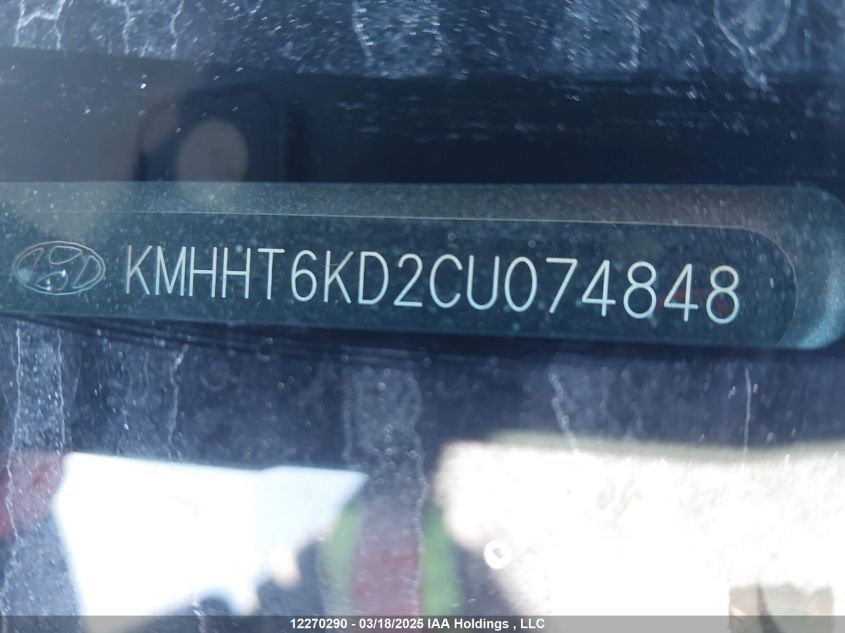 KMHHT6KD2CU074848
12270290 - 03/18/2025 IAA Holdings , LLC